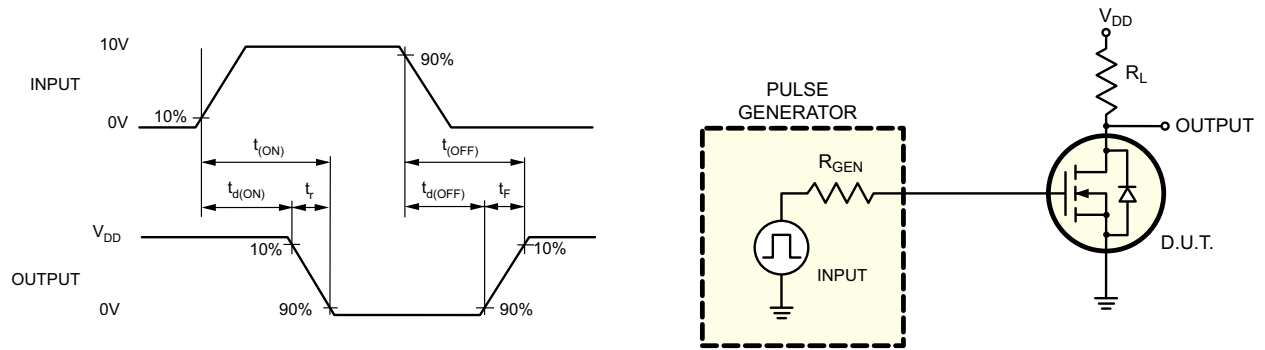 10V
INPUT
0V
10%
90%
t(ON)
t(OFF)
td(ON)
tr
td(OFF)
tF
VDD
OUTPUT
0V
10%
90%
10%
90%
PULSE
GENERATOR
RGEN
INPUT
VDD
RL
OUTPUT
D.U.T.